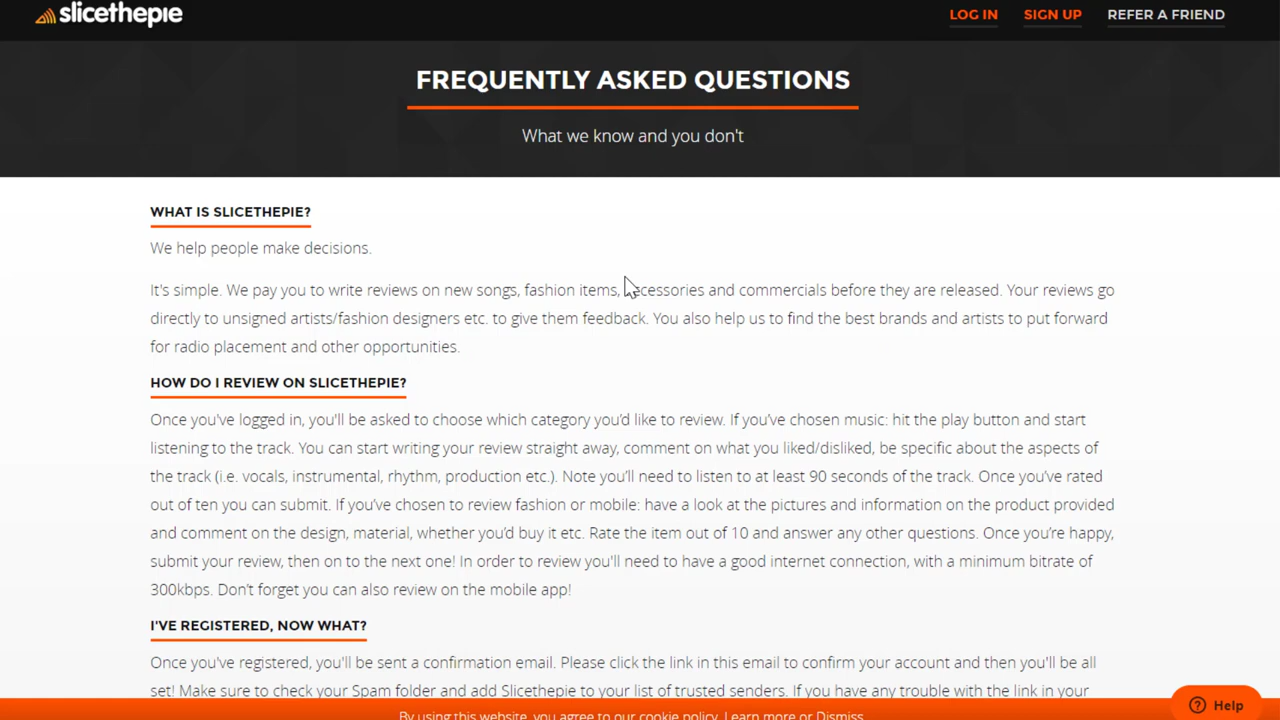 slicethepie
LOG IN SIGN UP REFER A FRIEND
FREQUENTLY ASKED QUESTIONS
What we know and you don't
WHAT IS SLICETHEPIE?
We help people make decisions.
It's simple. We pay you to write reviews on new songs, fashion items, accessories and commercials before they are released. Your reviews go
directly to unsigned artists/fashion designers etc. to give them feedback. You also help us to find the best brands and artists to put forward
for radio placement and other opportunities.
HOW DO I REVIEW ON SLICETHEPIE?
Once you've logged in, you'll be asked to choose which category you’d like to review. If you’ve chosen music: hit the play button and start
listening to the track. You can start writing your review straight away, comment on what you liked/disliked, be specific about the aspects of
the track (i.e. vocals, instrumental, rhythm, production etc.). Note you’ll need to listen to at least 90 seconds of the track. Once you’ve rated
out of ten you can submit. If you’ve chosen to review fashion or mobile: have a look at the pictures and information on the product provided
and comment on the design, material, whether you’d buy it etc. Rate the item out of 10 and answer any other questions. Once you’re happy,
submit your review, then on to the next one! In order to review you'll need to have a good internet connection, with a minimum bitrate of
300kbps. Don’t forget you can also review on the mobile app!
I'VE REGISTERED, NOW WHAT?
Once you've registered, you'll be sent a confirmation email. Please click the link in this email to confirm your account and then you'll be all
set! Make sure to check your Spam folder and add Slicethepie to your list of trusted senders. If you have any trouble with the link in your
By using this website, you agree to our cookie policy. Learn more or Dismiss
Help